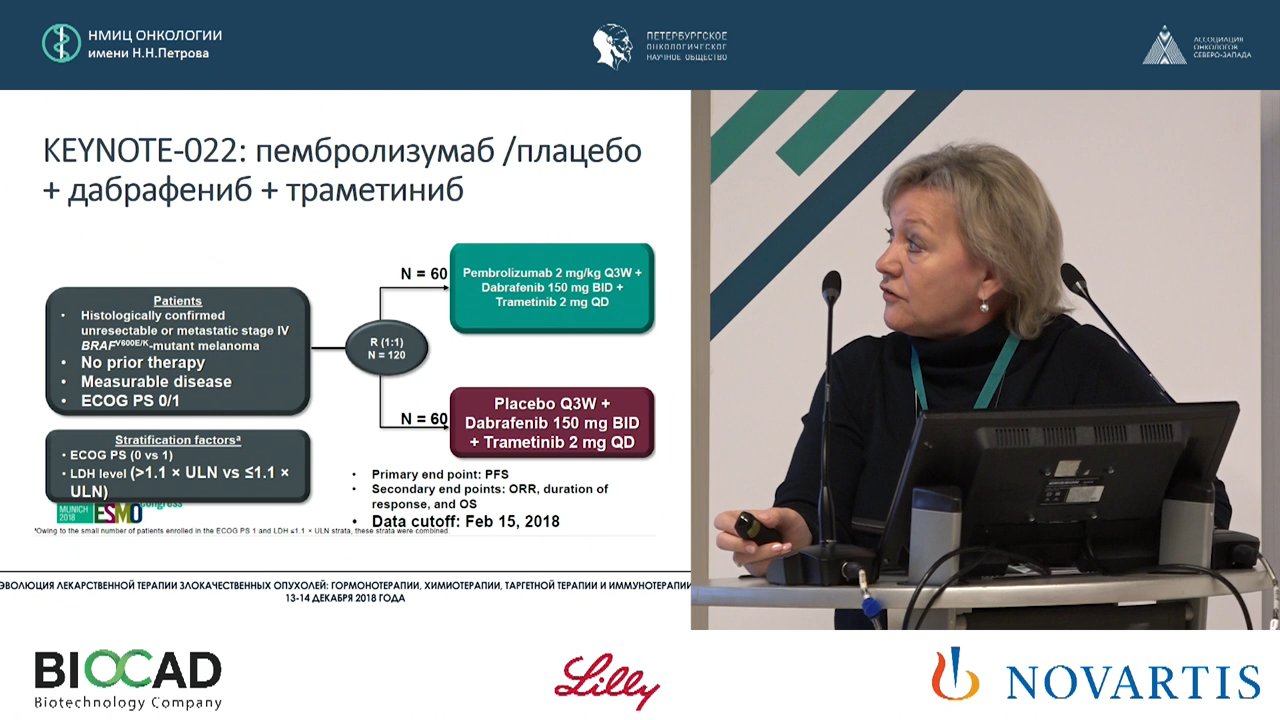 НМИЦ ОНКОЛОГИИ
имени Н.Н.Петрова
ПЕТЕРБУРГСКОЕ
ОНКОЛОГИЧЕСКОЕ
НАУЧНОЕ ОБЩЕСТВО
АССОЦИАЦИЯ
ОНКОЛОГОВ
СЕВЕРО-ЗАПАДА
KEYNOTE-022: пембролизумаб /плацебо
+ дабрафениб + траметиниб
Patients
• Histologically confirmed
unresectable or metastatic stage IV
BRAFV600E/K-mutant melanoma
• No prior therapy
• Measurable disease
• ECOG PS 0/1
Stratification factorsa
• ECOG PS (0 vs 1)
• LDH level (>1.1 × ULN vs ≤1.1 ×
ULN)
R (1:1)
N = 120
N = 60
Pembrolizumab 2 mg/kg Q3W +
Dabrafenib 150 mg BID +
Trametinib 2 mg QD
N = 60
Placebo Q3W +
Dabrafenib 150 mg BID
+ Trametinib 2 mg QD
• Primary end point: PFS
• Secondary end points: ORR, duration of
response, and OS
• Data cutoff: Feb 15, 2018
MUNICH
2018
ESMO
congress
aOwing to the small number of patients enrolled in the ECOG PS 1 and LDH ≤1.1 × ULN strata, these strata were combined.
ЭВОЛЮЦИЯ ЛЕКАРСТВЕННОЙ ТЕРАПИИ ЗЛОКАЧЕСТВЕННЫХ ОПУХОЛЕЙ: ГОРМОНОТЕРАПИИ, ХИМИОТЕРАПИИ, ТАРГЕТНОЙ ТЕРАПИИ И ИММУНОТЕРАПИИ
13-14 ДЕКАБРЯ 2018 ГОДА
BIOCAD
Biotechnology Company
Lilly
NOVARTIS